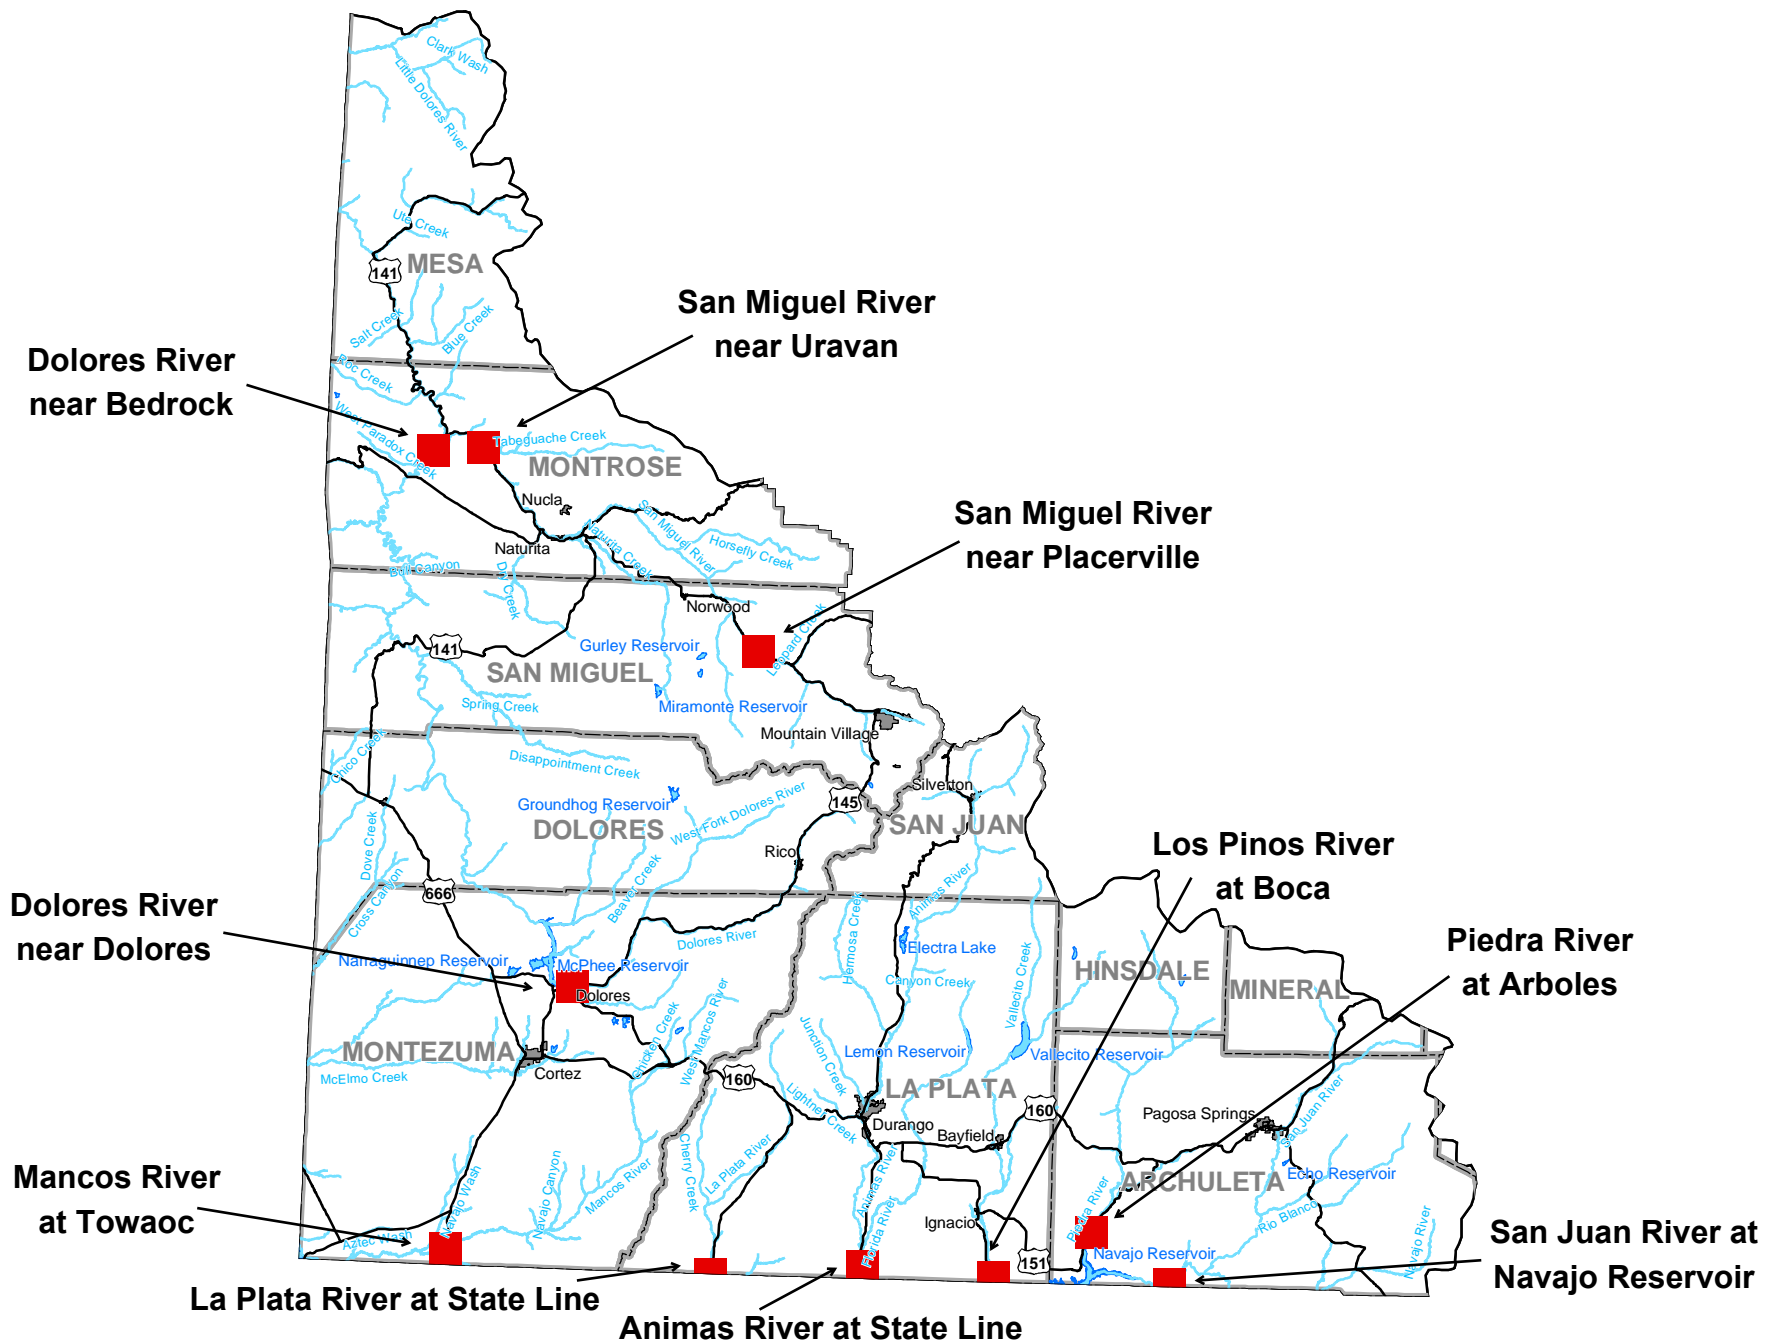 Clark Wash
Little Dolores River
Ute Creek
MESA
141
Salt Creek
Blue Creek
San Miguel River
near Uravan
Dolores River
near Bedrock
Roc Creek
West Paradox Creek
Tabeguache Creek
MONTROSE
Nucla
San Miguel River
near Placerville
San Miguel River
Horsefly Creek
Naturita
Naturita Creek
Bull Canyon
Dry Creek
Norwood
Leopard Creek
Gurley Reservoir
141
SAN MIGUEL
Spring Creek
Miramonte Reservoir
Mountain Village
Chico Creek
Disappointment Creek
Silverton
Groundhog Reservoir
West Fork Dolores River
145
DOLORES
SAN JUAN
Dove Creek
Rico
Los Pinos River
at Boca
666
Cross Canyon
Beaver Creek
Animas River
Hermosa Creek
Dolores River
near Dolores
Dolores River
Electra Lake
Vallecito Creek
Piedra River
at Arboles
Narraguinnep Reservoir
McPhee Reservoir
Canyon Creek
HINSDALE
MINERAL
Dolores
West Mancos River
Chicken Creek
Junction Creek
MONTEZUMA
Lemon Reservoir
Vallecito Reservoir
McElmo Creek
Cortez
160
Lightner Creek
LA PLATA
160
Durango
Bayfield
Pagosa Springs
San Juan River
Cherry Creek
La Plata River
Mancos River
at Towaoc
Navajo Wash
Navajo Canyon
Mancos River
Animas River
Florida River
Ignacio
Piedra River
ARCHULETA
Echo Reservoir
Rio Blanco
Navajo River
Aztec Wash
151
Navajo Reservoir
San Juan River at
Navajo Reservoir
La Plata River at State Line
Animas River at State Line